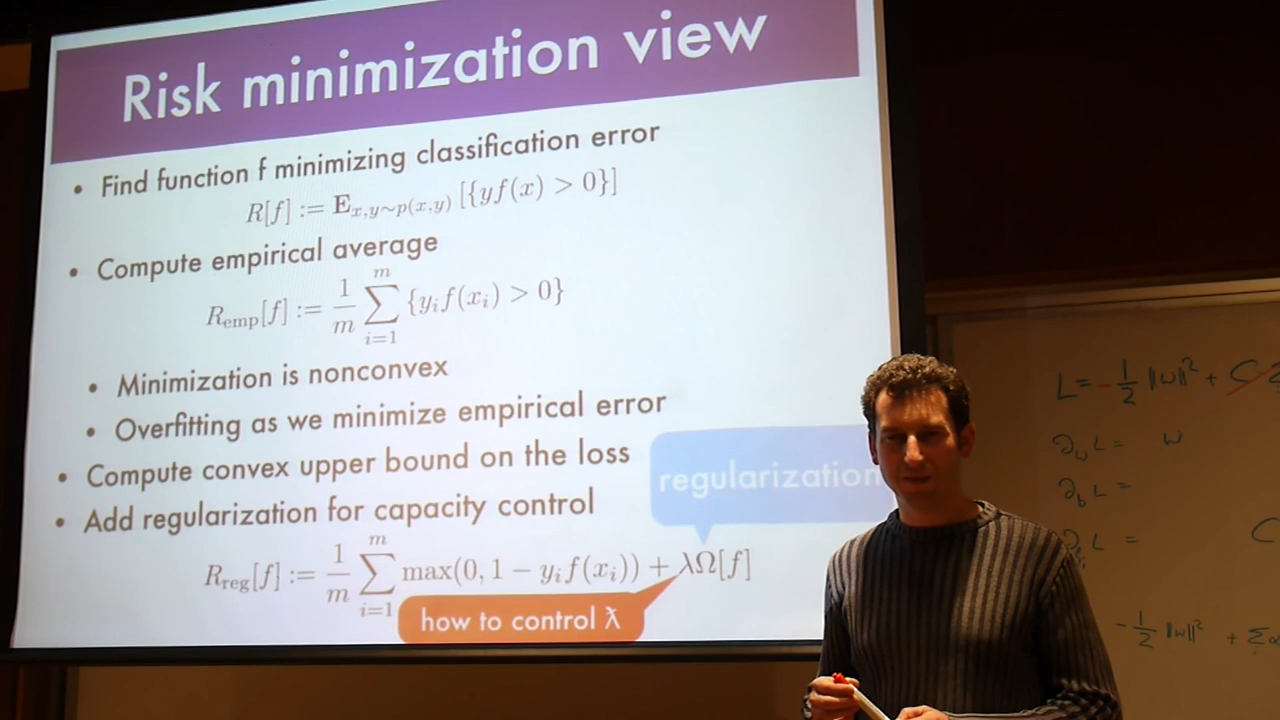 Risk minimization view
• Find function f minimizing classification error
R[f] := E_{x,y∼p(x,y)} [{yf(x) > 0}]
• Compute empirical average
R_emp[f] := 1/m ∑_{i=1}^{m} {y_i f(x_i) > 0}
• Minimization is nonconvex
• Overfitting as we minimize empirical error
• Compute convex upper bound on the loss
regularization
• Add regularization for capacity control
R_reg[f] := 1/m ∑_{i=1}^{m} max(0, 1 − y_i f(x_i)) + λΩ[f]
how to control λ
L = - 1/2 ||w||² + C
∂_w L = w
∂_b L =
L = C
- 1/2 ||w||² + Σ